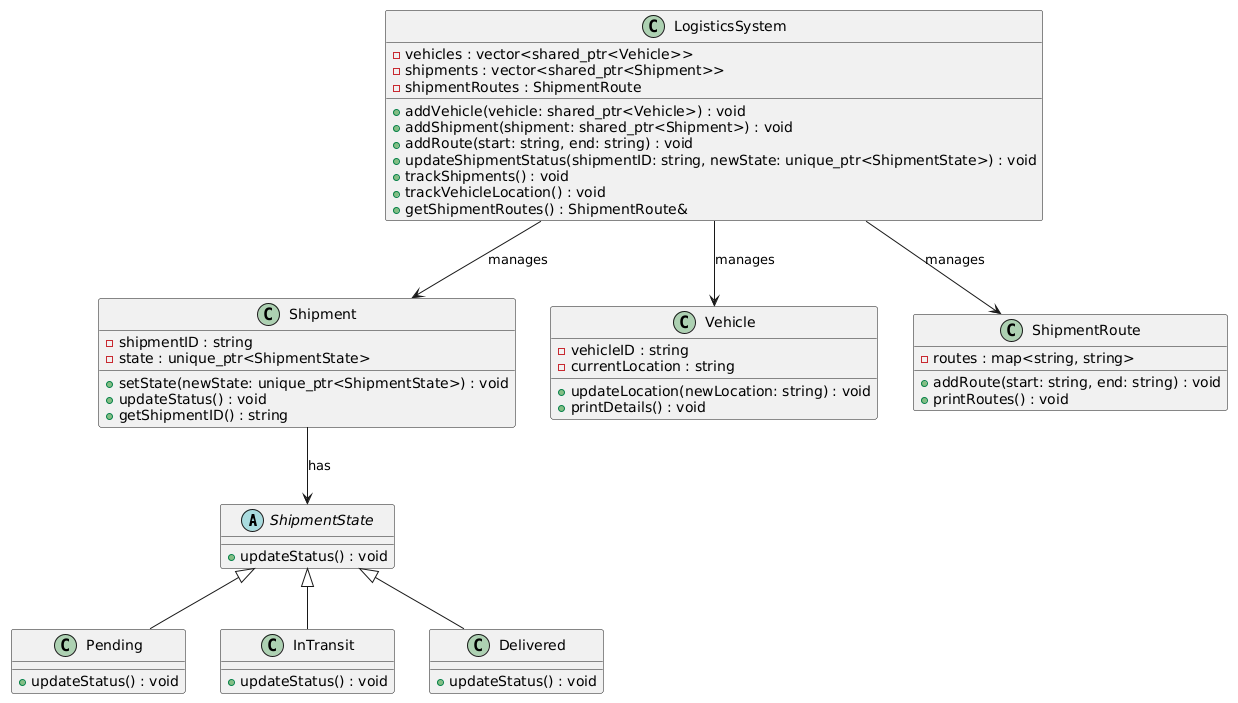 LogisticsSystem
vehicles : vector<shared_ptr<Vehicle>>
shipments : vector<shared_ptr<Shipment>>
shipmentRoutes : ShipmentRoute
addVehicle(vehicle: shared_ptr<Vehicle>) : void
addShipment(shipment: shared_ptr<Shipment>) : void
addRoute(start: string, end: string) : void
updateShipmentStatus(shipmentID: string, newState: unique_ptr<ShipmentState>) : void
trackShipments() : void
trackVehicleLocation() : void
getShipmentRoutes() : ShipmentRoute&
manages
manages
manages
C Shipment
shipmentID : string
state : unique_ptr<ShipmentState>
setState(newState: unique_ptr<ShipmentState>) : void
updateStatus() : void
getShipmentID() : string
C Vehicle
vehicleID : string
currentLocation : string
updateLocation(newLocation: string) : void
printDetails() : void
C ShipmentRoute
routes : map<string, string>
addRoute(start: string, end: string) : void
printRoutes() : void
has
A ShipmentState
updateStatus() : void
C Pending
updateStatus() : void
C InTransit
updateStatus() : void
C Delivered
updateStatus() : void